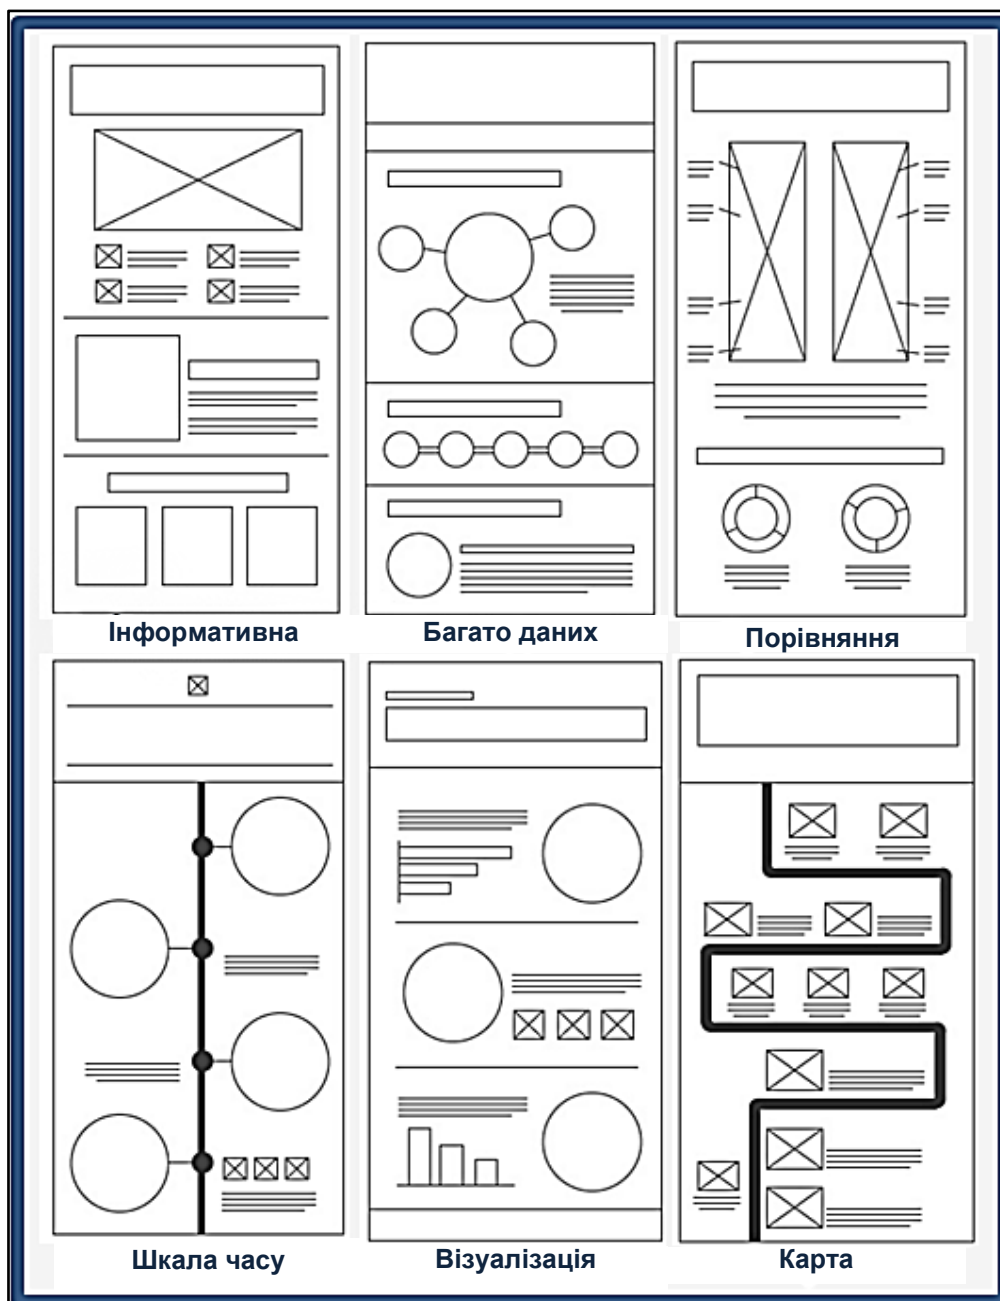 Інформативна
Багато даних
Порівняння
Шкала часу
Візуалізація
Карта